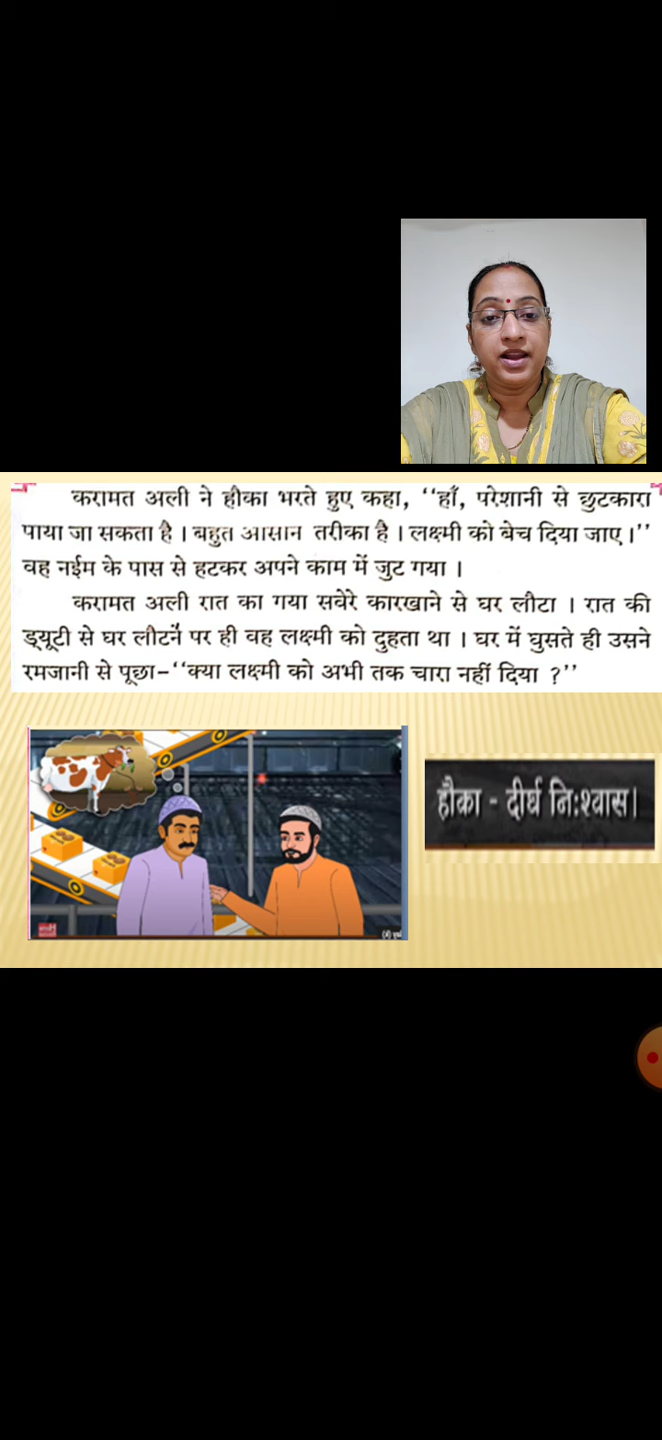 करामत अली ने हौका भरते हुए कहा, ‘‘हाँ, परेशानी से छुटकारा
पाया जा सकता है । बहुत आसान तरीका है । लक्ष्मी को बेच दिया जाए ।’’
वह नईम के पास से हटकर अपने काम में जुट गया ।
करामत अली रात का गया सवेरे कारखाने से घर लौटा । रात की
ड्यूटी से घर लौटने पर ही वह लक्ष्मी को दुहता था । घर में घुसते ही उसने
रमजानी से पूछा-‘‘क्या लक्ष्मी को अभी तक चारा नहीं दिया ?’’
हौका - दीर्घ निःश्वास।